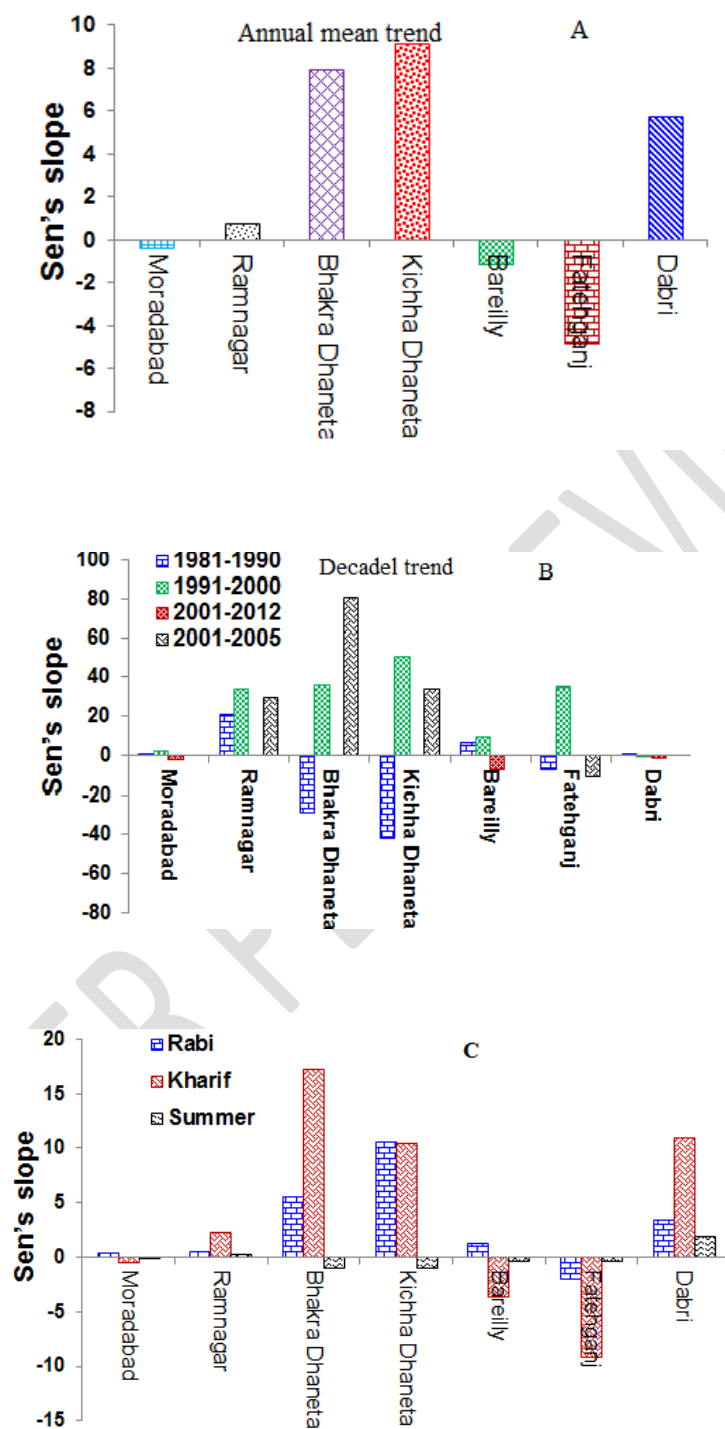 Annual mean trend A
Sen's slope
10
8
6
4
2
0
-2
-4
-6
-8
Moradabad
Ramnagar
Bhakra Dhaneta
Kichha Dhaneta
Bareilly
Fatehganj
Dabri
Decadel trend B
1981-1990
1991-2000
2001-2012
2001-2005
Sen's slope
100
80
60
40
20
0
-20
-40
-60
-80
Moradabad
Ramnagar
Bhakra Dhaneta
Kichha Dhaneta
Bareilly
Fatehganj
Dabri
C
Rabi
Kharif
Summer
Sen's slope
20
15
10
5
0
-5
-10
-15
Moradabad
Ramnagar
Bhakra Dhaneta
Kichha Dhaneta
Bareilly
Fatehganj
Dabri